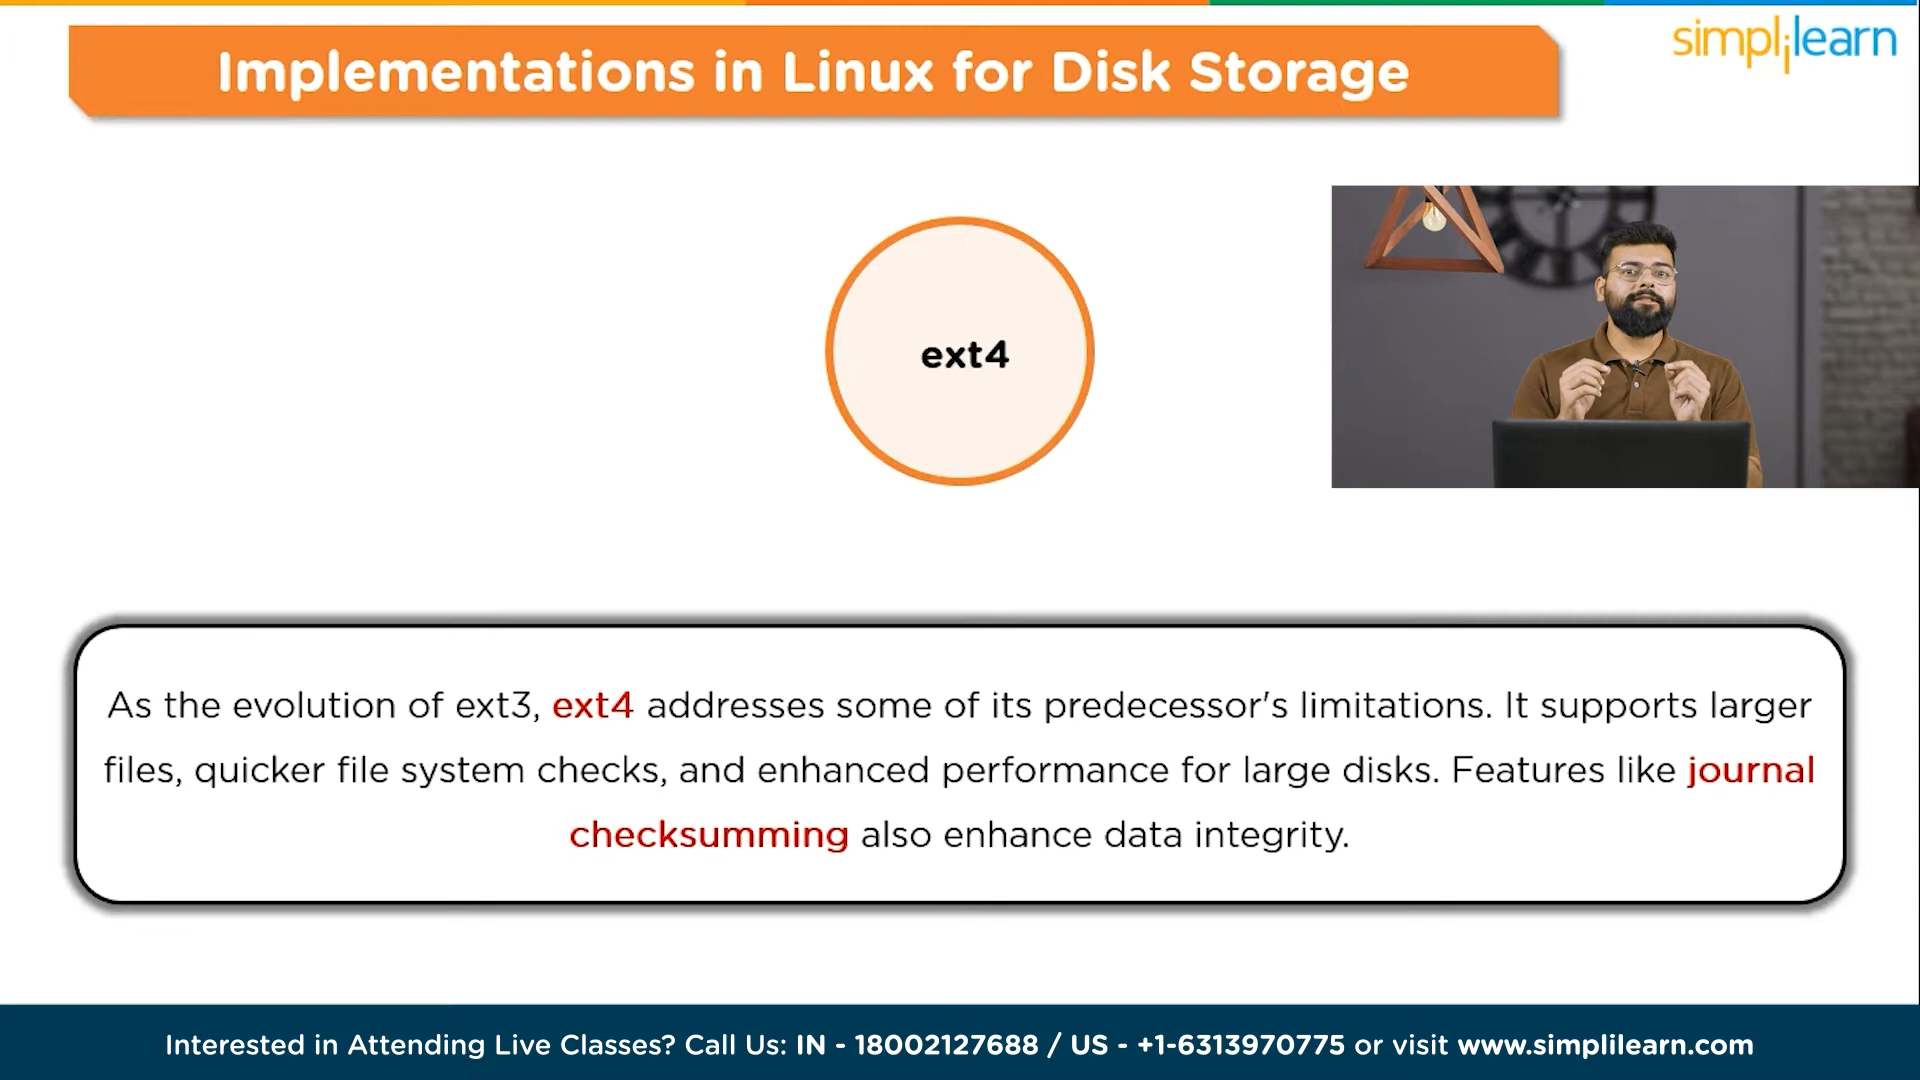 simplilearn
Implementations in Linux for Disk Storage
ext4
As the evolution of ext3, ext4 addresses some of its predecessor's limitations. It supports larger
files, quicker file system checks, and enhanced performance for large disks. Features like journal
checksumming also enhance data integrity.
Interested in Attending Live Classes? Call Us: IN - 18002127688 / US - +1-6313970775 or visit www.simplilearn.com